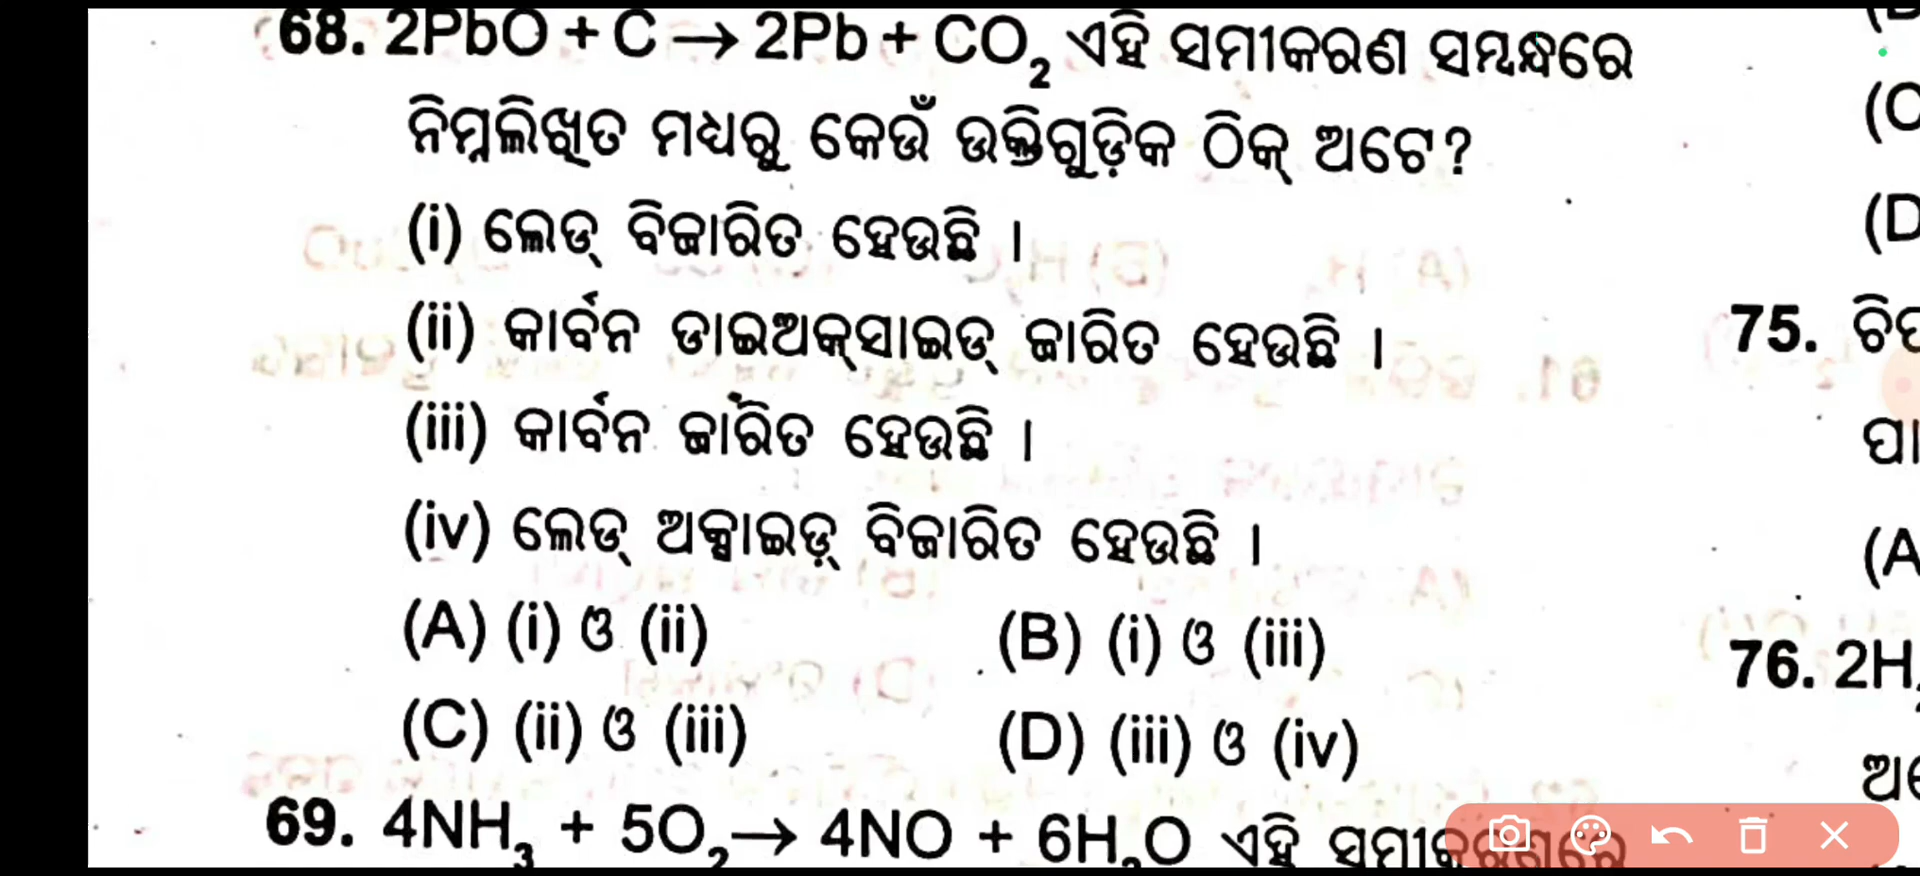 68. 2PbO + C → 2Pb + CO₂ ଏହି ସମୀକରଣ ସମ୍ବନ୍ଧରେ
ନିମ୍ନଲିଖିତ ମଧ୍ୟରୁ କେଉଁ ଉକ୍ତିଗୁଡ଼ିକ ଠିକ୍ ଅଟେ?
(i) ଲେଡ୍ ବିଜାରିତ ହେଉଛି ।
(ii) କାର୍ବନ ଡାଇଅକ୍‌ସାଇଡ୍ ଜାରିତ ହେଉଛି ।
(iii) କାର୍ବନ ଜାରିତ ହେଉଛି ।
(iv) ଲେଡ୍ ଅକ୍ସାଇଡ଼୍ ବିଜାରିତ ହେଉଛି ।
(A) (i) ଓ (ii) (B) (i) ଓ (iii)
(C) (ii) ଓ (iii) (D) (iii) ଓ (iv)
69. 4NH₃ + 5O₂ → 4NO + 6H₂O ଏହି ସମୀକରଣରେ
(D
75.
ପା
(A
76. 2H